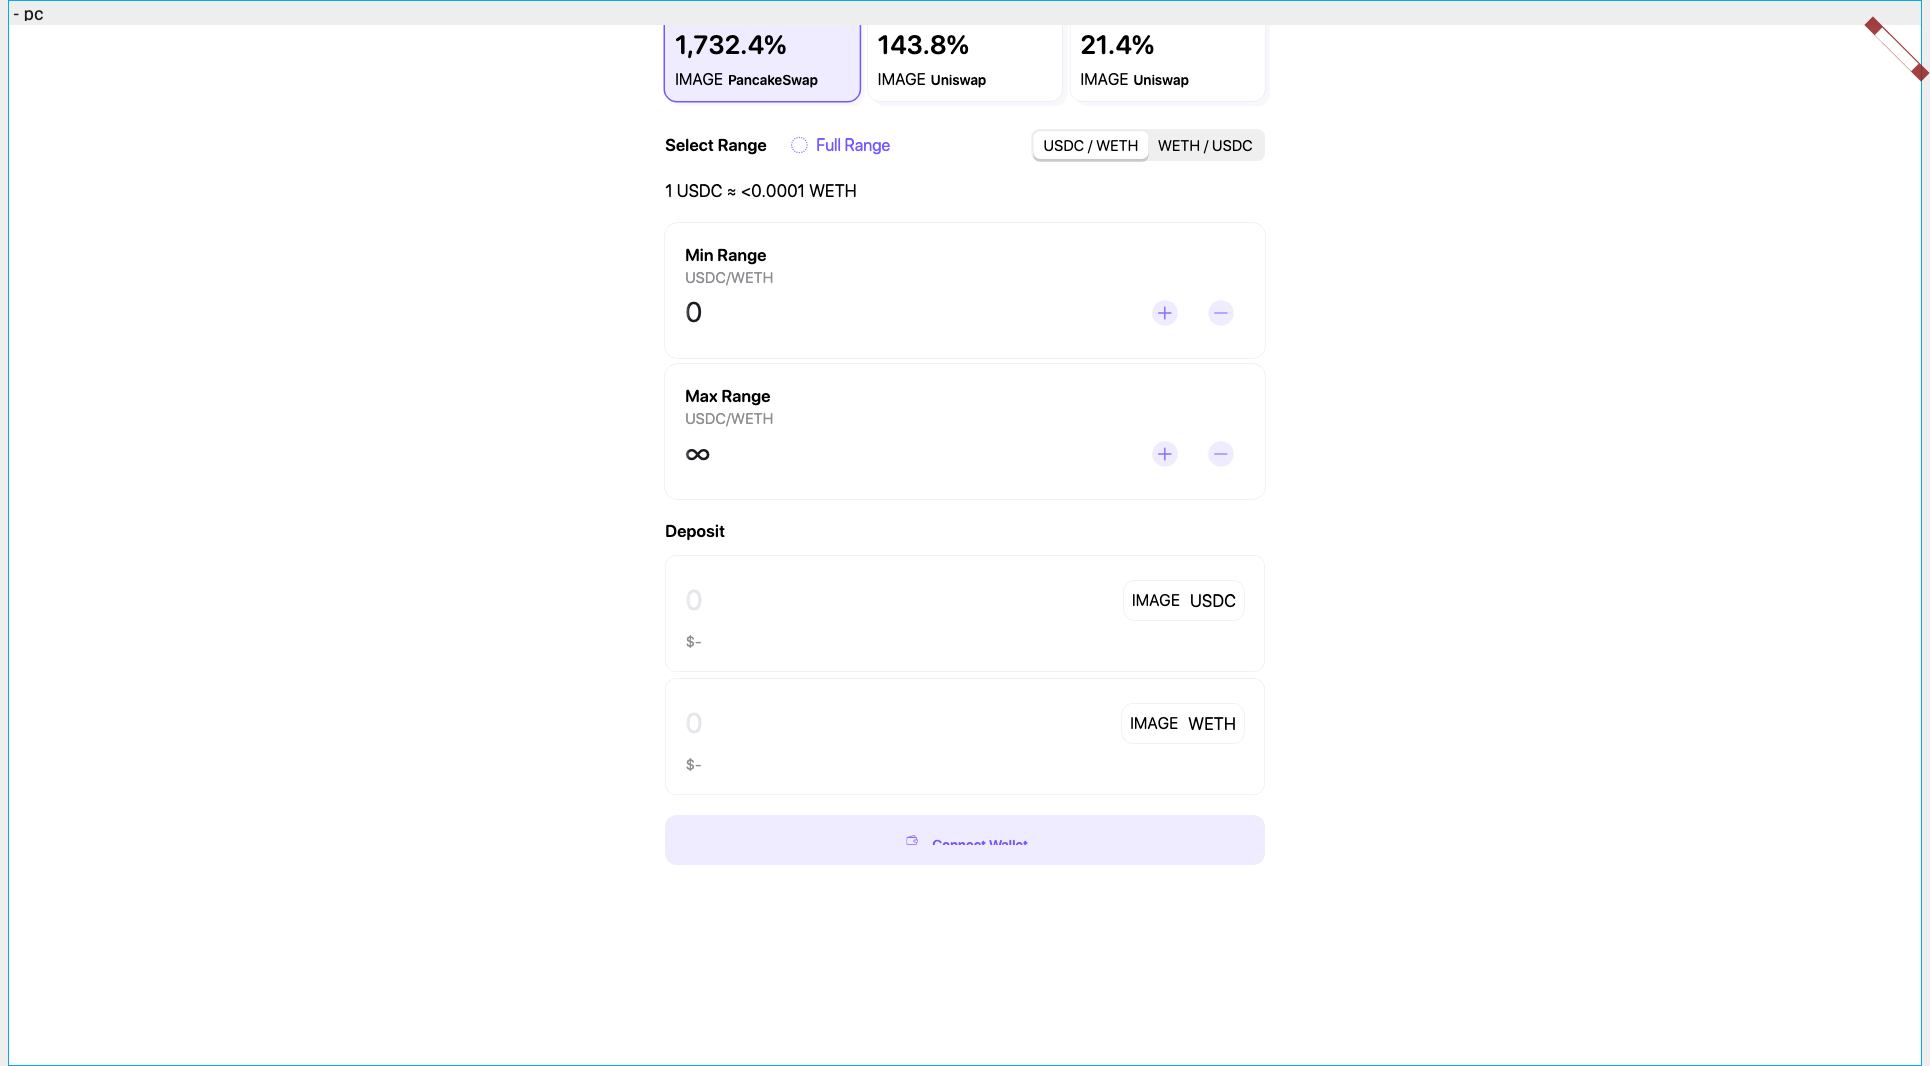 - pc
1,732.4%
IMAGE PancakeSwap
143.8%
IMAGE Uniswap
21.4%
IMAGE Uniswap
Select Range
Full Range
USDC / WETH
WETH / USDC
1 USDC ≈ <0.0001 WETH
Min Range
USDC/WETH
0
Max Range
USDC/WETH
∞
Deposit
0
IMAGE USDC
$-
0
IMAGE WETH
$-
Connect Wallet